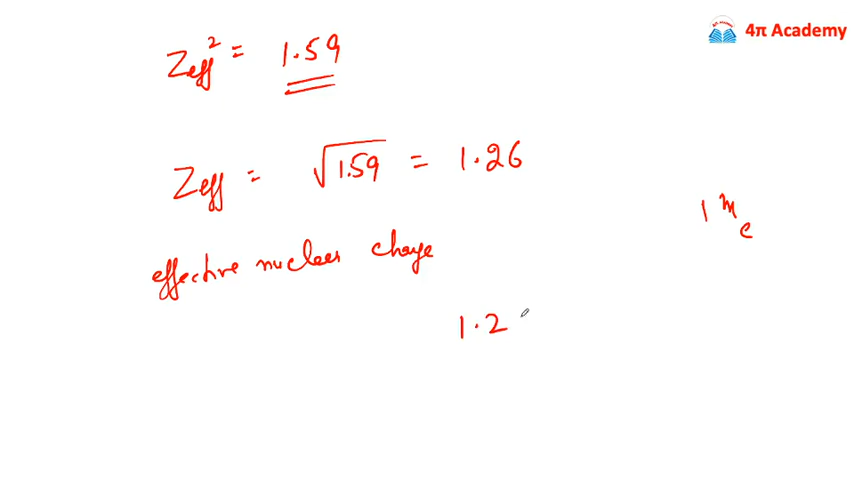 4π Academy
Zeff² = 1.59
Zeff = √1.59 = 1.26
effective nuclear charge
1.2